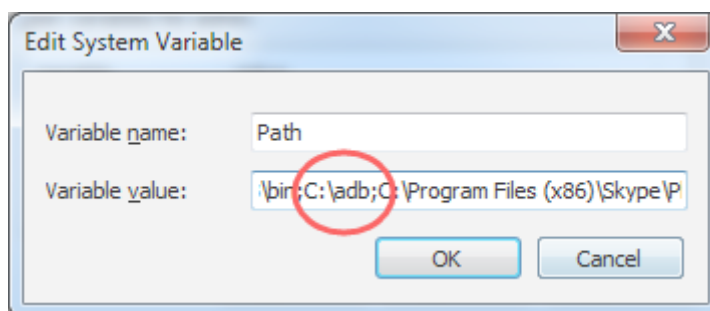 Edit System Variable
Variable name: Path
Variable value: \bin;C:\adb;C:\Program Files (x86)\Skype\P
OK Cancel